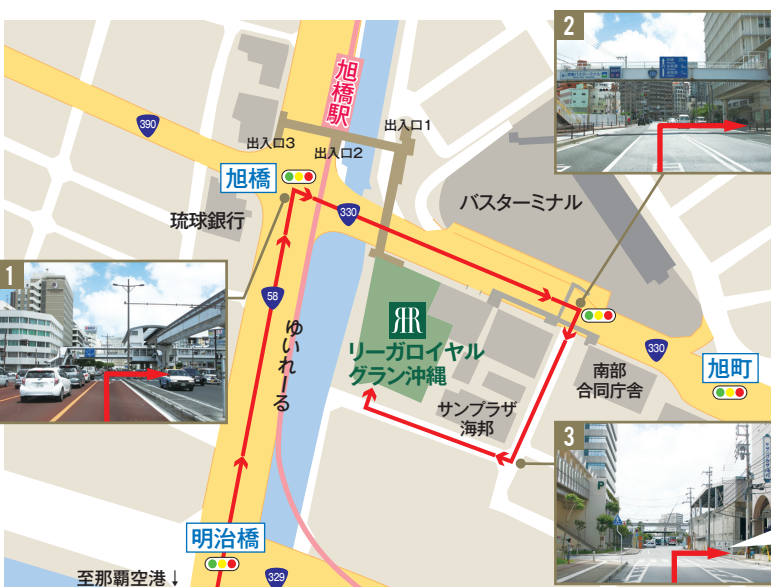 2
旭橋駅
390
出入口1
出入口3
出入口2
旭橋
330
バスターミナル
琉球銀行
1
58
ゆいれーる
リーガロイヤル
グラン沖縄
330
旭町
南部
合同庁舎
サンプラザ
海邦
3
P
明治橋
至那覇空港↓
329